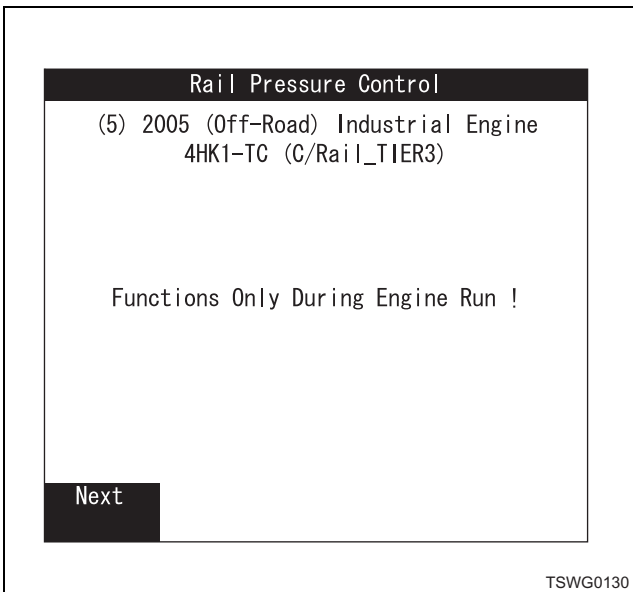 Rail Pressure Control
(5) 2005 (Off-Road) Industrial Engine
4HK1-TC (C/Rail_TIER3)
Functions Only During Engine Run !
Next
TSWG0130